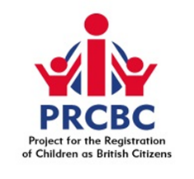 PRCBC
Project for the Registration
of Children as British Citizens